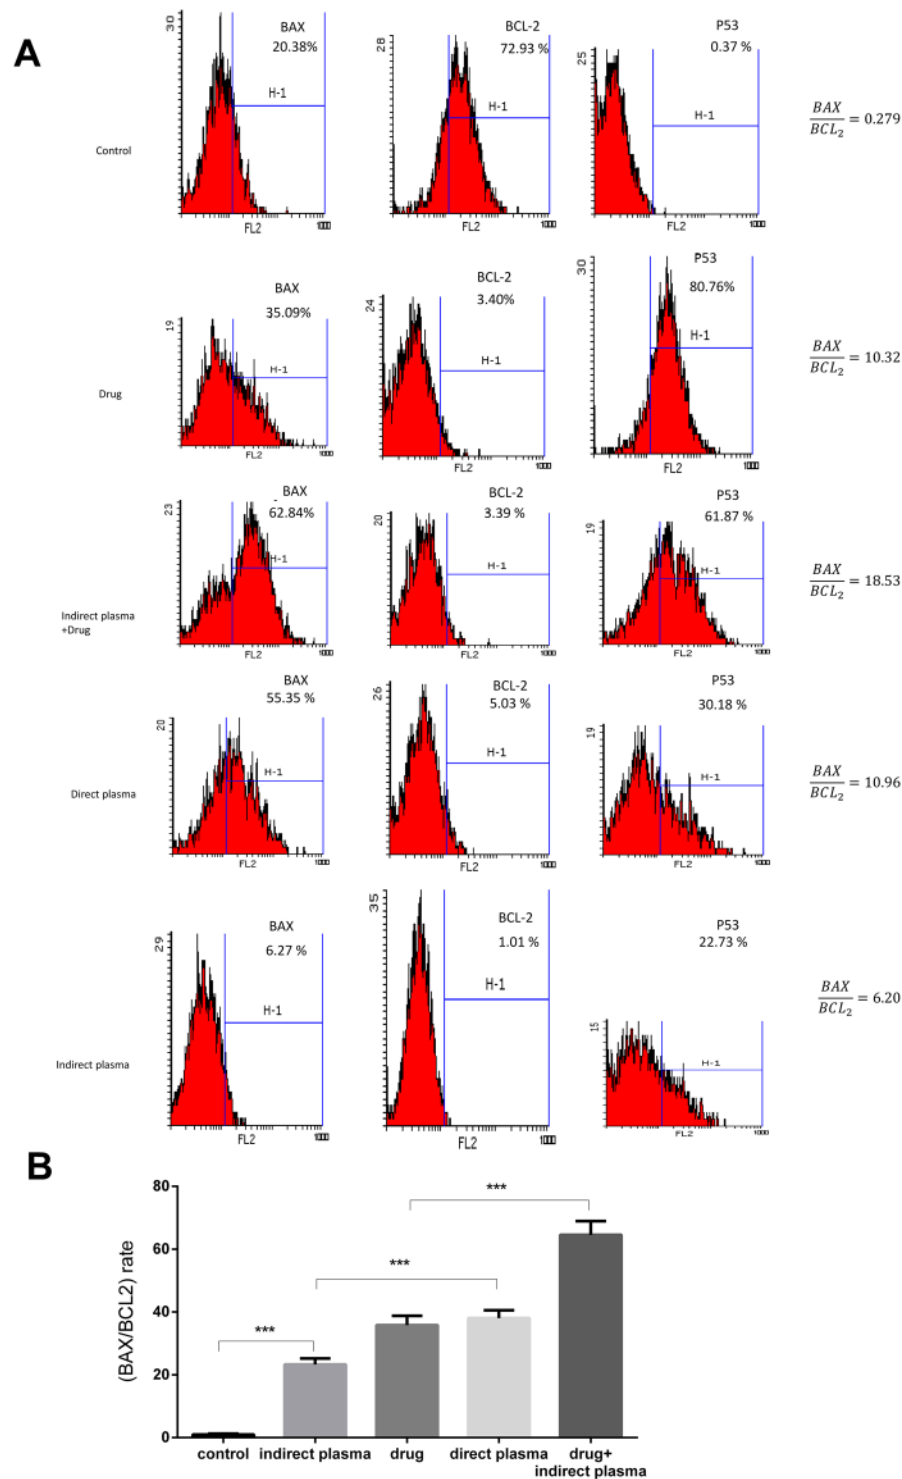 A
30
BAX
20.38%
H-1
FL2
1000
28
BCL-2
72.93 %
H-1
FL2
1000
25
P53
0.37 %
H-1
FL2
1000
Control
BAX/BCL₂ = 0.279
19
BAX
35.09%
H-1
FL2
1000
24
BCL-2
3.40%
H-1
FL2
1000
30
P53
80.76%
H-1
FL2
1000
Drug
BAX/BCL₂ = 10.32
23
BAX
62.84%
H-1
FL2
1000
20
BCL-2
3.39 %
H-1
FL2
1000
19
P53
61.87 %
H-1
FL2
1000
Indirect plasma
+Drug
BAX/BCL₂ = 18.53
20
BAX
55.35 %
H-1
FL2
1000
26
BCL-2
5.03 %
H-1
FL2
1000
19
P53
30.18 %
H-1
FL2
1000
Direct plasma
BAX/BCL₂ = 10.96
29
BAX
6.27 %
H-1
FL2
1000
35
BCL-2
1.01 %
H-1
FL2
1000
15
P53
22.73 %
H-1
FL2
1000
Indirect plasma
BAX/BCL₂ = 6.20
B
(BAX/BCL2) rate
80
60
40
20
0
***
***
***
control
indirect plasma
drug
direct plasma
drug+
indirect plasma